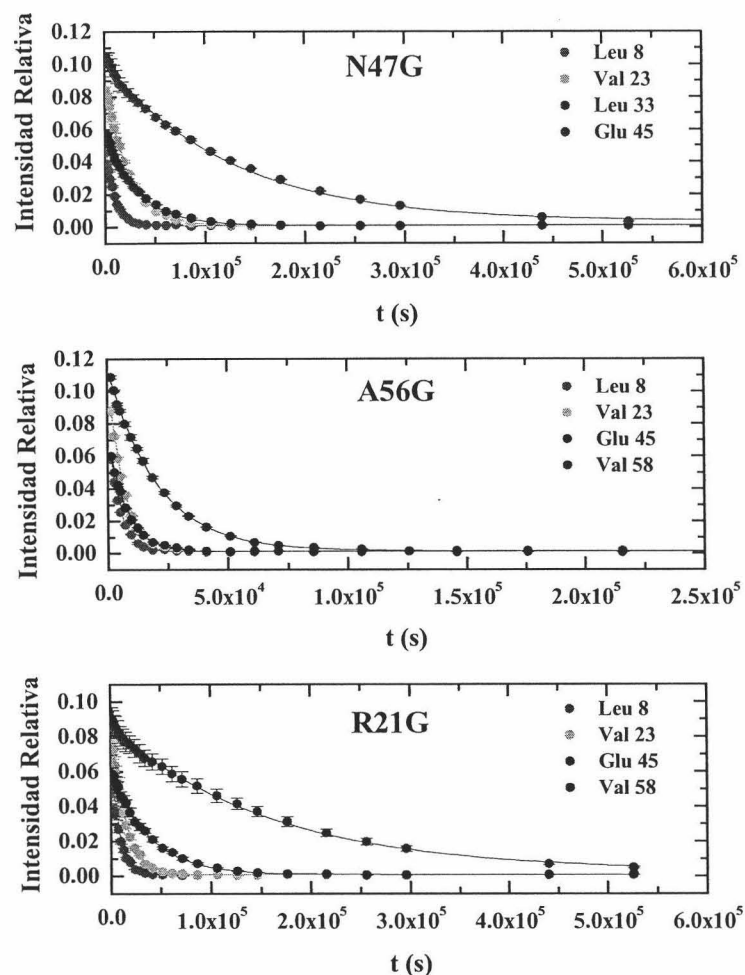 Intensidad Relativa
0.12
0.10
0.08
0.06
0.04
0.02
0.00
N47G
Leu 8
Val 23
Leu 33
Glu 45
0.0 1.0x10⁵ 2.0x10⁵ 3.0x10⁵ 4.0x10⁵ 5.0x10⁵ 6.0x10⁵
t (s)
Intensidad Relativa
0.12
0.10
0.08
0.06
0.04
0.02
0.00
A56G
Leu 8
Val 23
Glu 45
Val 58
0.0 5.0x10⁴ 1.0x10⁵ 1.5x10⁵ 2.0x10⁵ 2.5x10⁵
t (s)
Intensidad Relativa
0.10
0.08
0.06
0.04
0.02
0.00
R21G
Leu 8
Val 23
Glu 45
Val 58
0.0 1.0x10⁵ 2.0x10⁵ 3.0x10⁵ 4.0x10⁵ 5.0x10⁵ 6.0x10⁵
t (s)